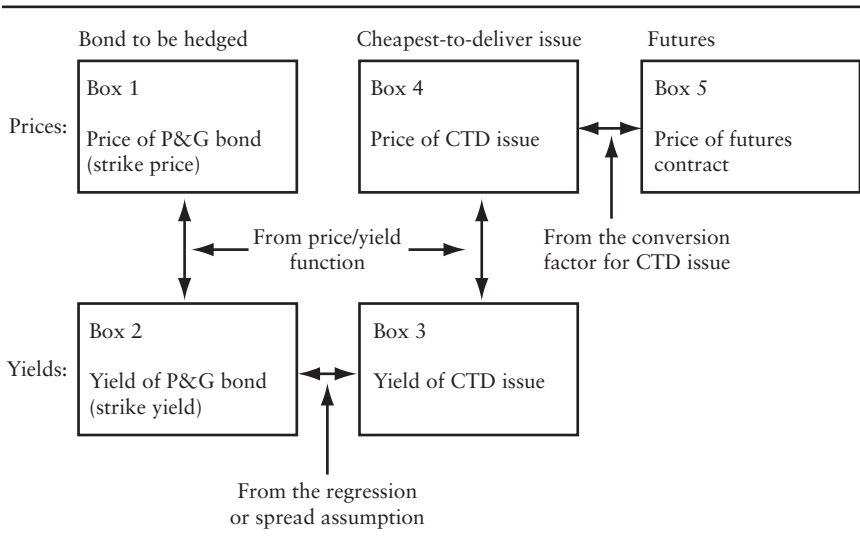 Bond to be hedged
Cheapest-to-deliver issue
Futures
Prices:
Box 1
Price of P&G bond
(strike price)
Box 4
Price of CTD issue
Box 5
Price of futures
contract
From price/yield
function
From the conversion
factor for CTD issue
Yields:
Box 2
Yield of P&G bond
(strike yield)
Box 3
Yield of CTD issue
From the regression
or spread assumption